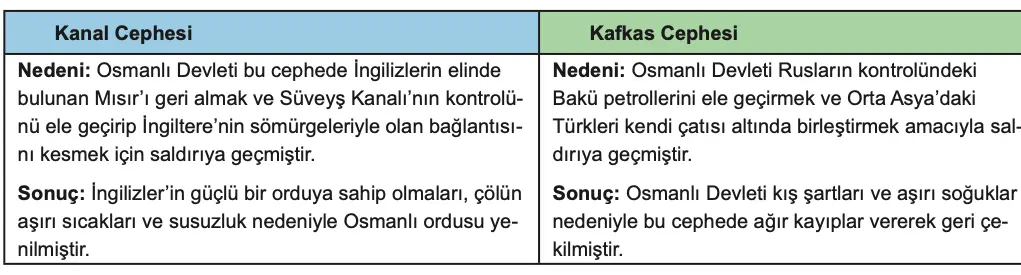 Kanal Cephesi
Nedeni: Osmanlı Devleti bu cephede İngilizlerin elinde
bulunan Mısır’ı geri almak ve Süveyş Kanalı’nın kontrolü-
nü ele geçirip İngiltere’nin sömürgeleriyle olan bağlantısı-
nı kesmek için saldırıya geçmiştir.
Sonuç: İngilizler’in güçlü bir orduya sahip olmaları, çölün
aşırı sıcakları ve susuzluk nedeniyle Osmanlı ordusu ye-
nilmiştir.
Kafkas Cephesi
Nedeni: Osmanlı Devleti Rusların kontrolündeki
Bakü petrollerini ele geçirmek ve Orta Asya’daki
Türkleri kendi çatısı altında birleştirmek amacıyla sal-
dırıya geçmiştir.
Sonuç: Osmanlı Devleti kış şartları ve aşırı soğuklar
nedeniyle bu cephede ağır kayıplar vererek geri çe-
kilmiştir.